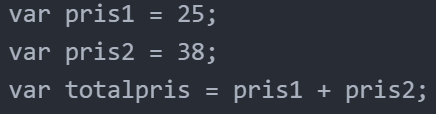 var pris1 = 25;
var pris2 = 38;
var totalpris = pris1 + pris2;